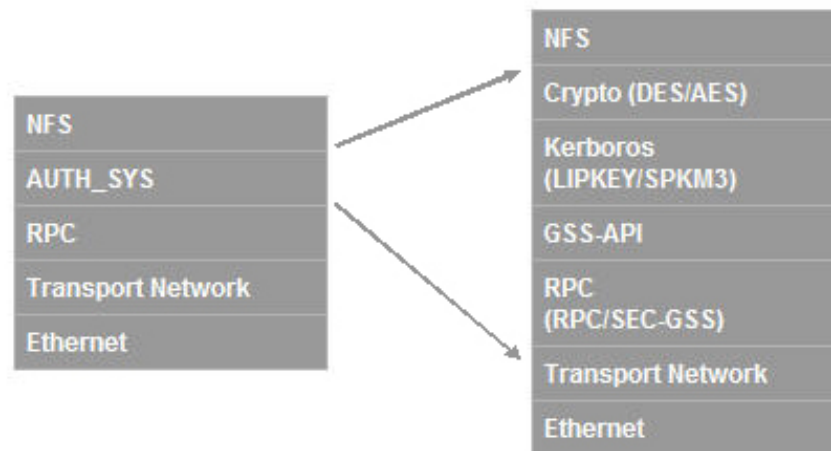 NFS
AUTH_SYS
RPC
Transport Network
Ethernet
NFS
Crypto (DES/AES)
Kerboros
(LIPKEY/SPKM3)
GSS-API
RPC
(RPC/SEC-GSS)
Transport Network
Ethernet